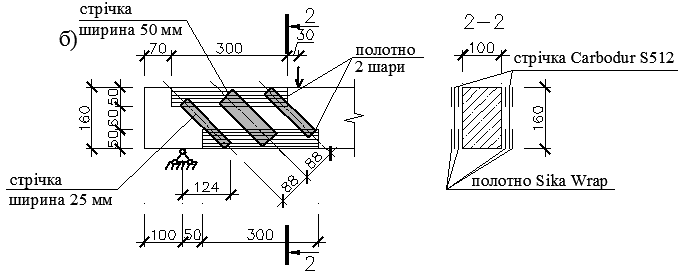 стрічка
ширина 50 мм
2
2-2
30
б)
70
300
100
полотно
2 шари
стрічка Carbodur S512
160
50
60
50
160
88
88
стрічка
ширина 25 мм
124
полотно Sika Wrap
100
50
300
2